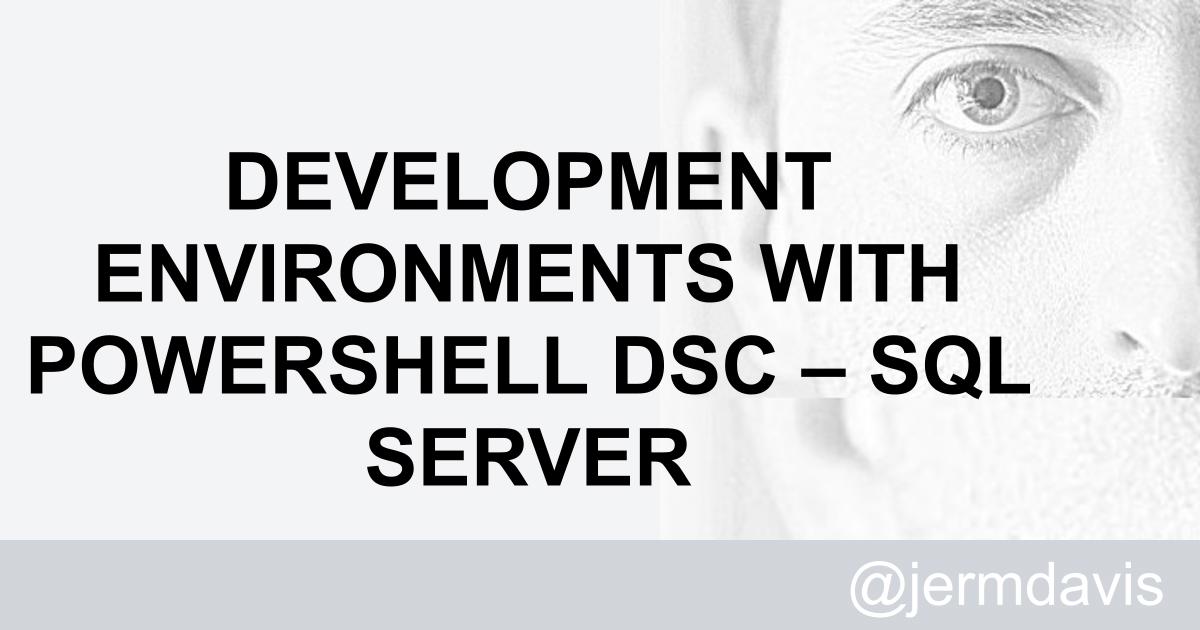 DEVELOPMENT
ENVIRONMENTS WITH
POWERSHELL DSC – SQL
SERVER
@jermdavis